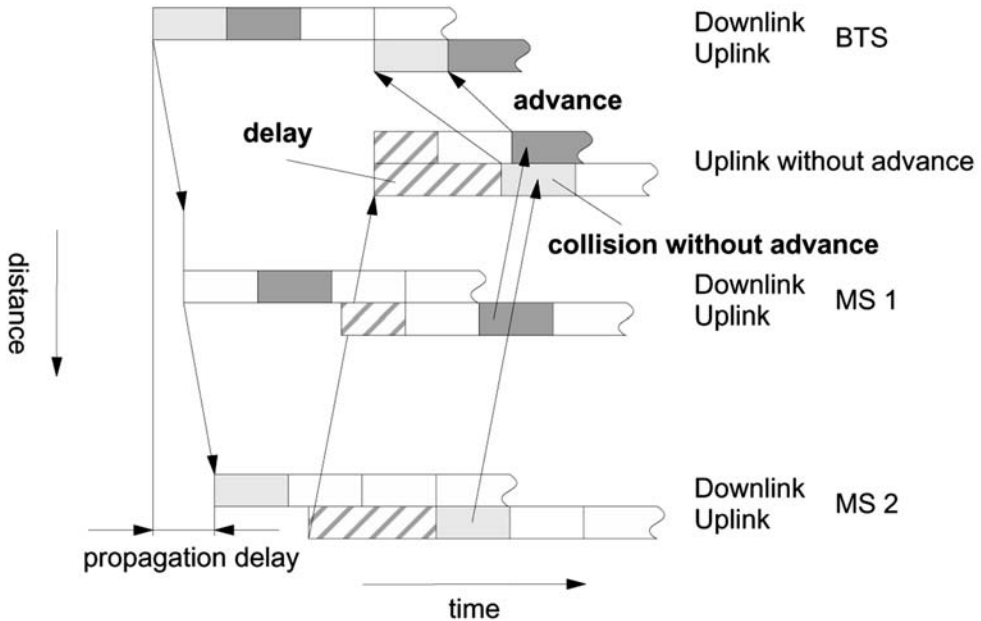 Downlink
Uplink
BTS
advance
delay
Uplink without advance
collision without advance
Downlink
Uplink
MS 1
distance
Downlink
Uplink
MS 2
propagation delay
time